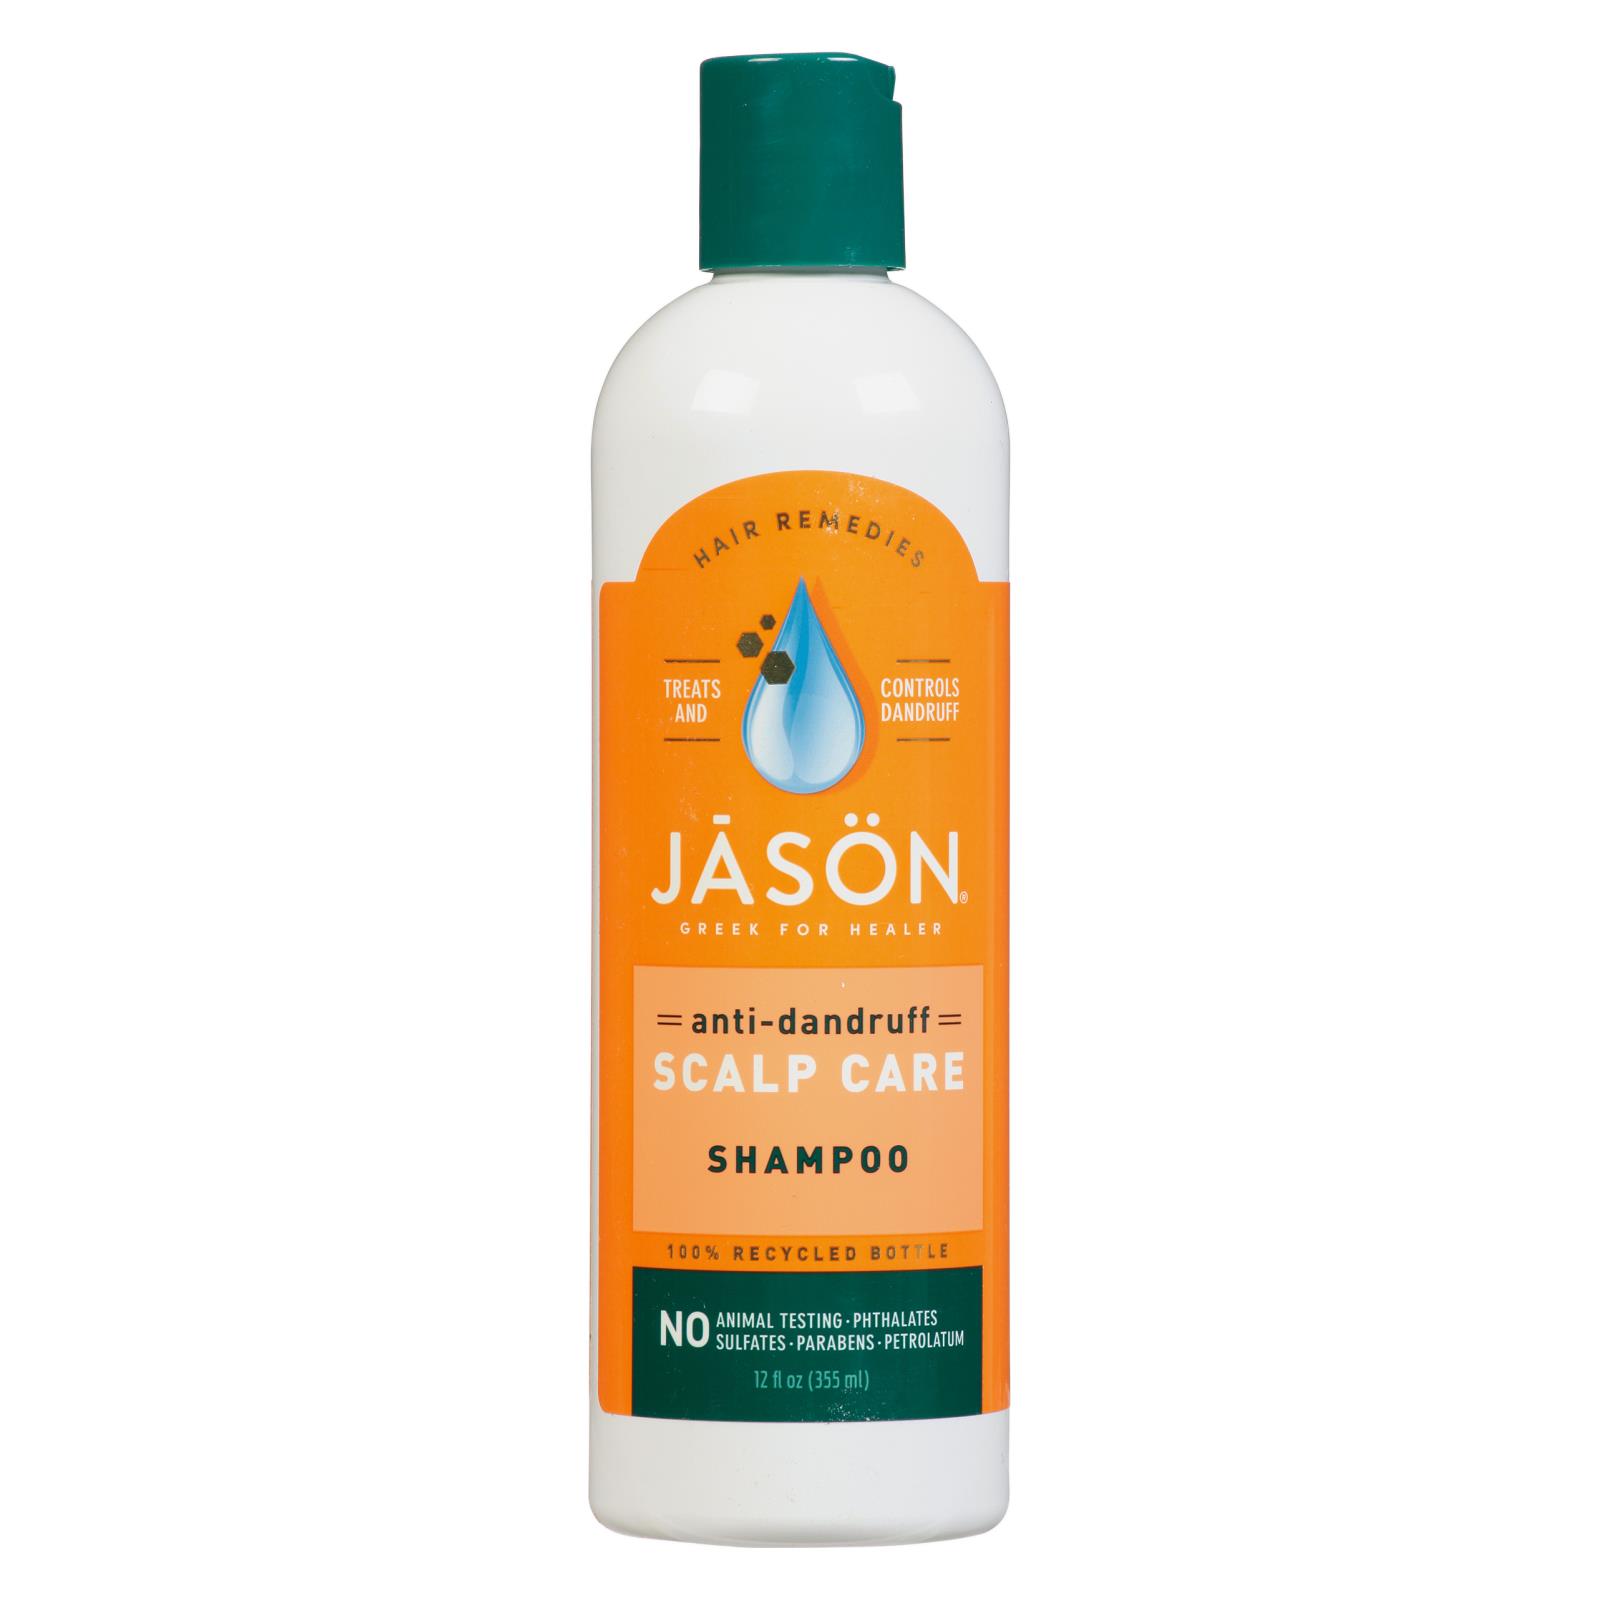 HAIR REMEDIES
TREATS
AND
CONTROLS
DANDRUFF
JĀSÖN®
GREEK FOR HEALER
anti-dandruff
SCALP CARE
SHAMPOO
100% RECYCLED BOTTLE
NO ANIMAL TESTING · PHTHALATES
SULFATES · PARABENS · PETROLATUM
12 fl oz (355 ml)